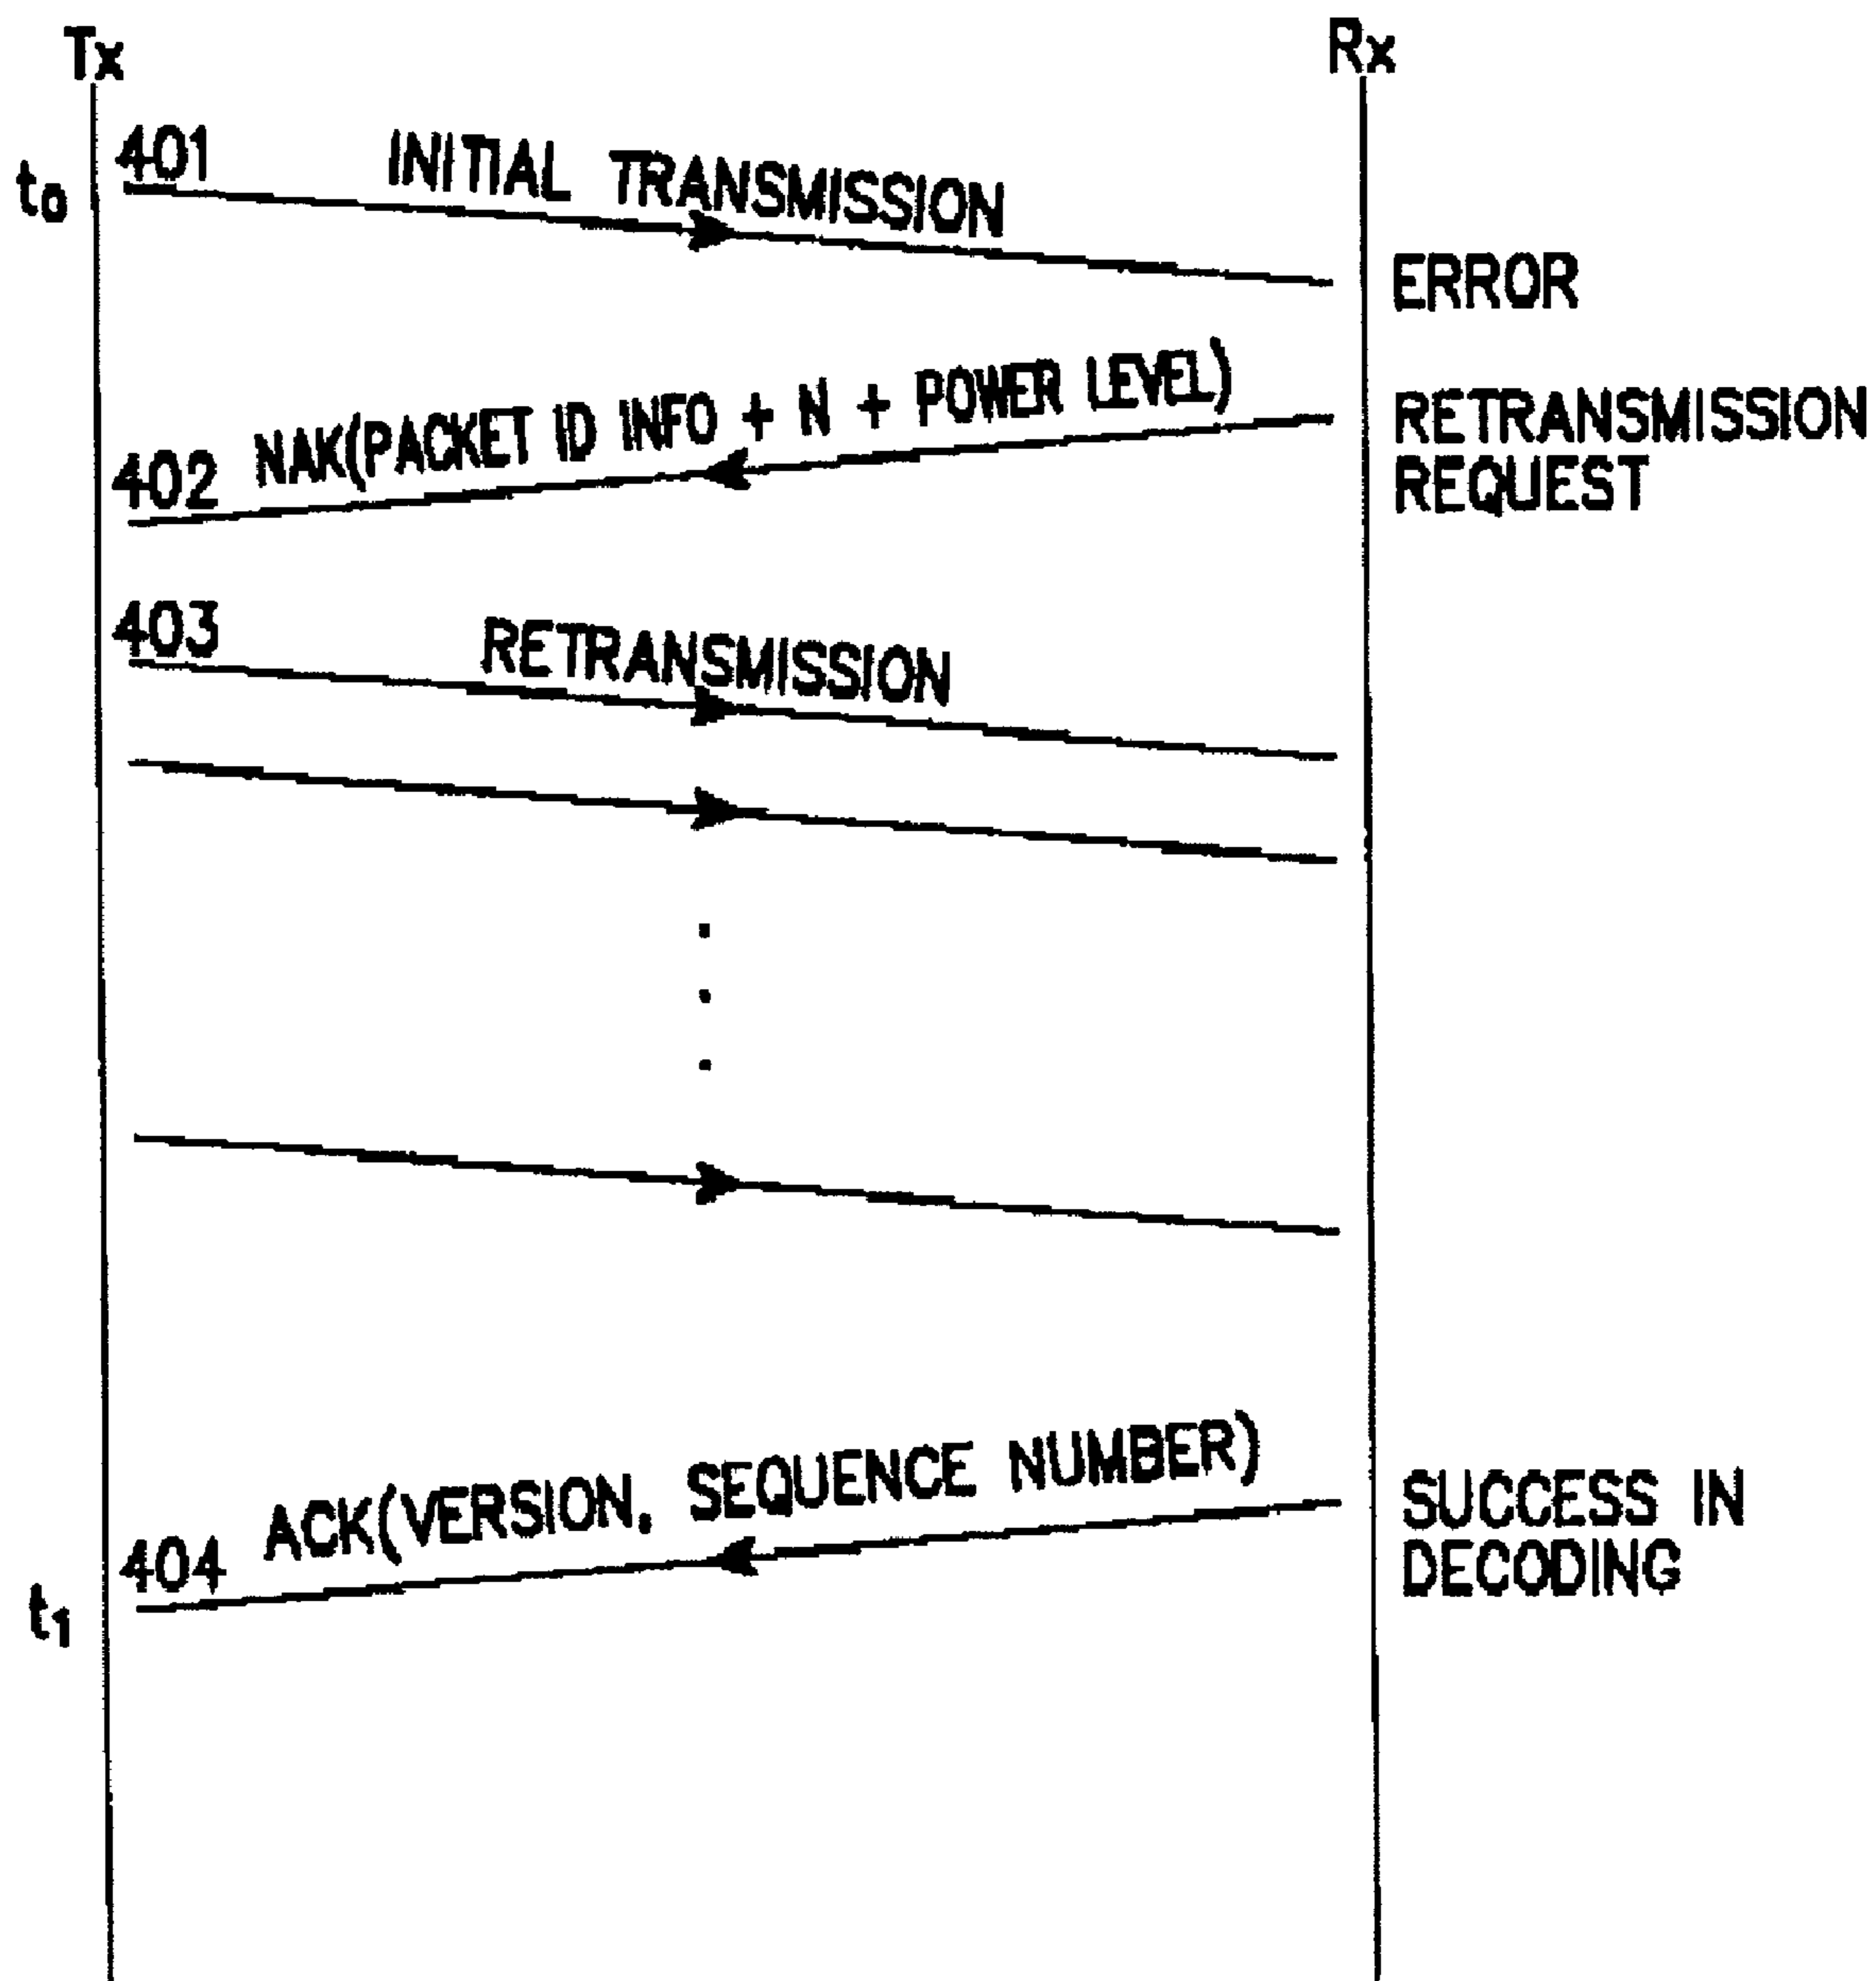 Tx
Rx
401
INITIAL TRANSMISSION
t0
ERROR
NAK(PACKET ID INFO + N + POWER LEVEL)
RETRANSMISSION
REQUEST
402
403
RETRANSMISSION
ACK(VERSION, SEQUENCE NUMBER)
SUCCESS IN
DECODING
404
t1